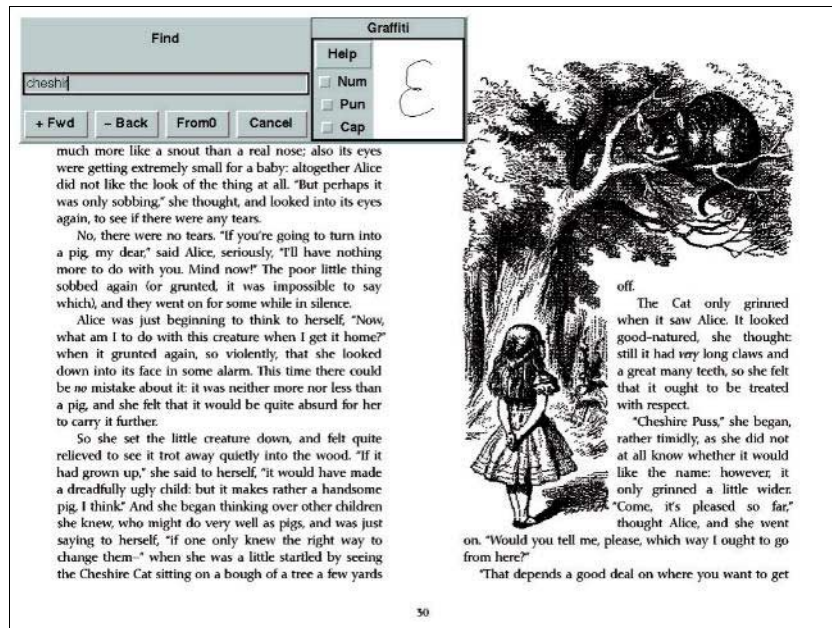 Find
cheshir
+ Fwd
- Back
From0
Cancel
Graffiti
Help
Num
Pun
Cap
much more like a snout than a real nose; also its eyes
were getting extremely small for a baby: altogether Alice
did not like the look of the thing at all. "But perhaps it
was only sobbing," she thought, and looked into its eyes
again, to see if there were any tears.
No, there were no tears. "If you're going to turn into
a pig, my dear," said Alice, seriously, "I'll have nothing
more to do with you. Mind now!" The poor little thing
sobbed again (or grunted, it was impossible to say
which), and they went on for some while in silence.
Alice was just beginning to think to herself, "Now,
what am I to do with this creature when I get it home?"
when it grunted again, so violently, that she looked
down into its face in some alarm. This time there could
be no mistake about it: it was neither more nor less than
a pig, and she felt that it would be quite absurd for her
to carry it further.
So she set the little creature down, and felt quite
relieved to see it trot away quietly into the wood. "If it
had grown up," she said to herself, "it would have made
a dreadfully ugly child: but it makes rather a handsome
pig, I think." And she began thinking over other children
she knew, who might do very well as pigs, and was just
saying to herself, "if one only knew the right way to
change them–" when she was a little startled by seeing
the Cheshire Cat sitting on a bough of a tree a few yards
off.
The Cat only grinned
when it saw Alice. It looked
good-natured, she thought:
still it had very long claws and
a great many teeth, so she felt
that it ought to be treated
with respect.
"Cheshire Puss," she began,
rather timidly, as she did not
at all know whether it would
like the name: however, it
only grinned a little wider.
"Come, it's pleased so far,"
thought Alice, and she went
on. "Would you tell me, please, which way I ought to go
from here?"
"That depends a good deal on where you want to get
30